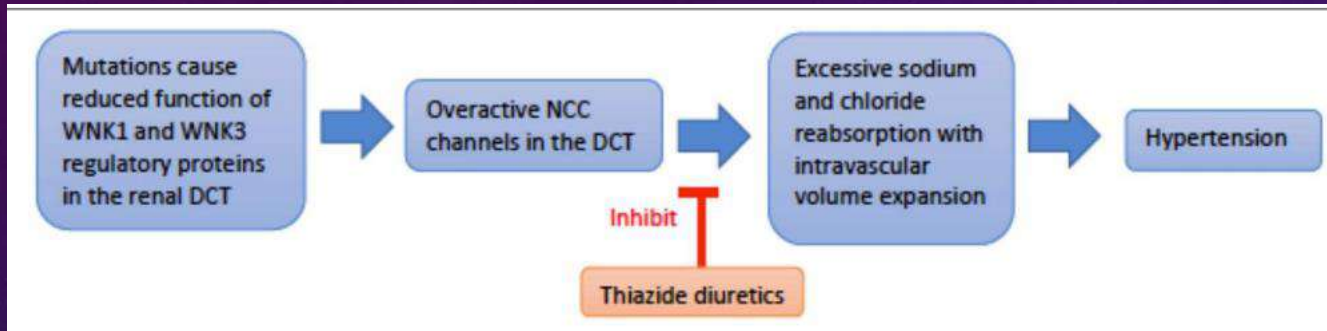 Mutations cause
reduced function of
WNK1 and WNK3
regulatory proteins
in the renal DCT
Overactive NCC
channels in the DCT
Excessive sodium
and chloride
reabsorption with
intravascular
volume expansion
Hypertension
Inhibit
Thiazide diuretics